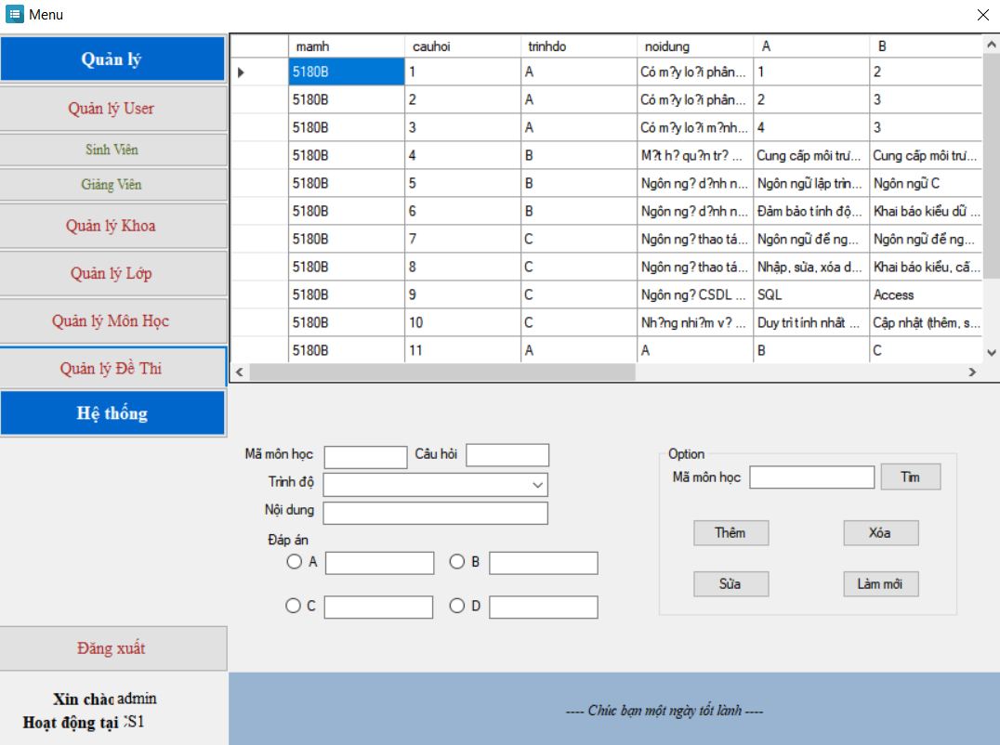 Menu
Quản lý
Quản lý User
Sinh Viên
Giảng Viên
Quản lý Khoa
Quản lý Lớp
Quản lý Môn Học
Quản lý Đề Thi
Hệ thống
Đăng xuất
Xin chào admin
Hoạt động tại CS1
mamh cauhoi trinhdo noidung A B
5180B 1 A Có m?y lo?i phân... 1 2
5180B 2 A Có m?y lo?i phân... 2 3
5180B 3 A Có m?y lo?i m?nh... 4 3
5180B 4 B M?t h? qu?n tr? ... Cung cấp môi trư... Cung cấp môi trư...
5180B 5 B Ngôn ng? d?nh n... Ngôn ngữ lập trìn... Ngôn ngữ C
5180B 6 B Ngôn ng? d?nh n... Đảm bảo tính độ... Khai báo kiểu dữ ...
5180B 7 C Ngôn ng? thao tá... Ngôn ngữ để ng... Ngôn ngữ để ng...
5180B 8 C Ngôn ng? thao tá... Nhập, sửa, xóa d... Khai báo kiểu, cấ...
5180B 9 C Ngôn ng? CSDL ... SQL Access
5180B 10 C Nh?ng nhi?m v? ... Duy trì tính nhất ... Cập nhật (thêm, s...
5180B 11 A A B C
Mã môn học Câu hỏi
Trình độ
Nội dung
Đáp án
A B
C D
Option
Mã môn học Tìm
Thêm Xóa
Sửa Làm mới
---- Chúc bạn một ngày tốt lành ----